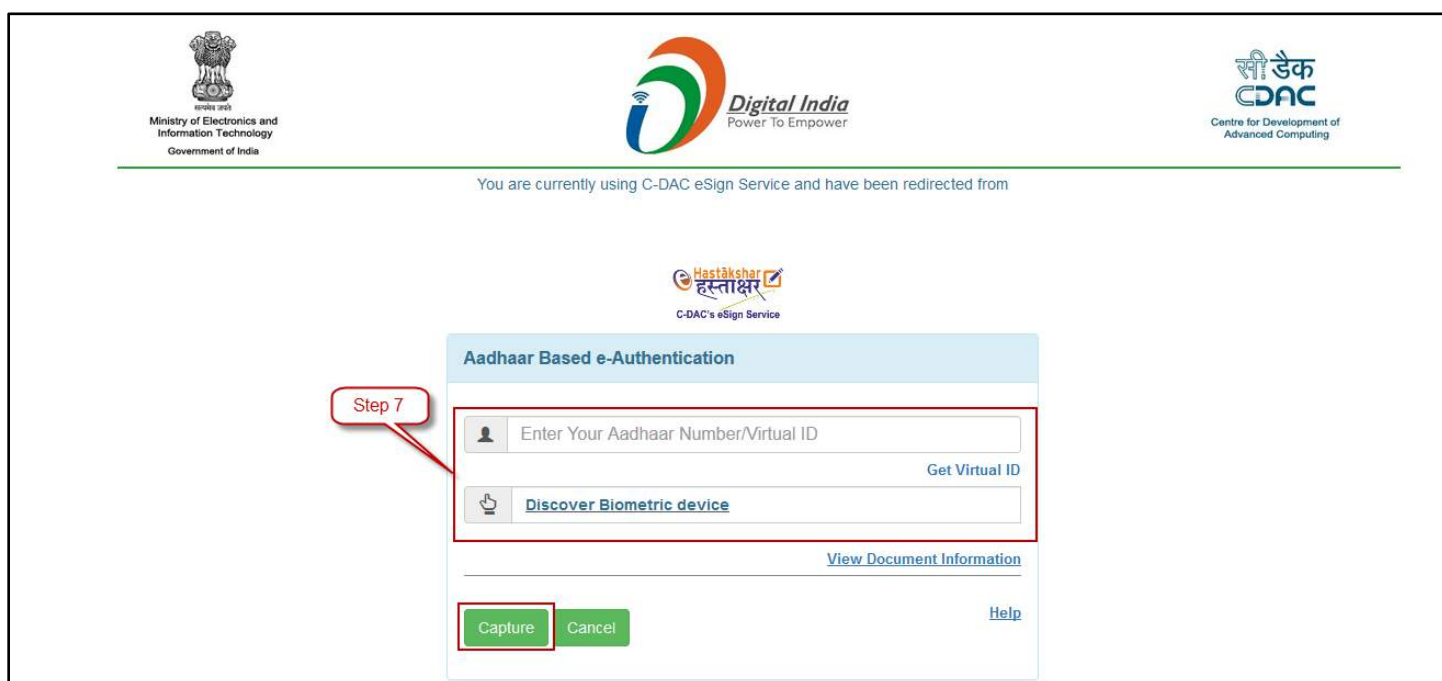 सत्यमेव जयते
Ministry of Electronics and
Information Technology
Government of India
Digital India
Power To Empower
सी डैक
CDAC
Centre for Development of
Advanced Computing
You are currently using C-DAC eSign Service and have been redirected from
e Hastākshar
हस्ताक्षर
C-DAC's eSign Service
Aadhaar Based e-Authentication
Step 7
Enter Your Aadhaar Number/Virtual ID
Get Virtual ID
Discover Biometric device
View Document Information
Capture
Cancel
Help